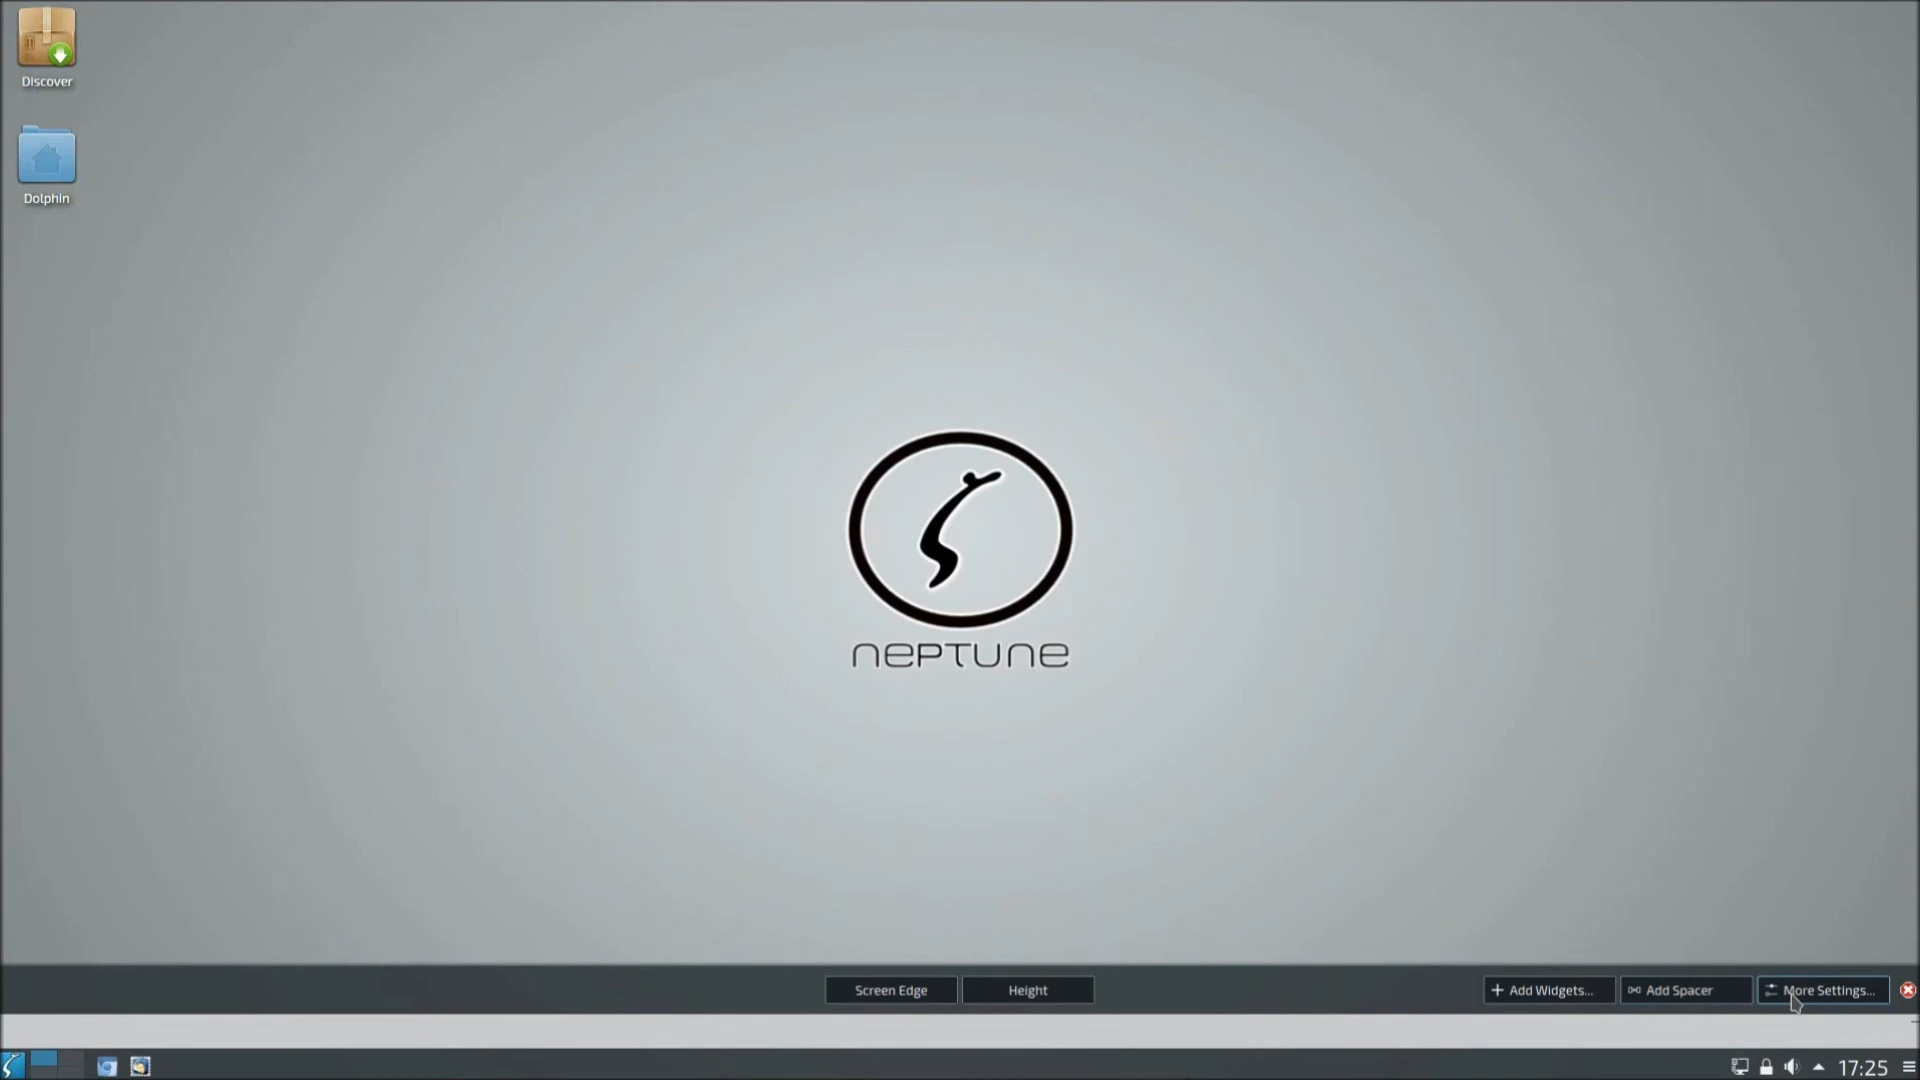 Discover
Dolphin
NEPTUNE
Screen Edge
Height
Add Widgets...
Add Spacer
More Settings...
17:25